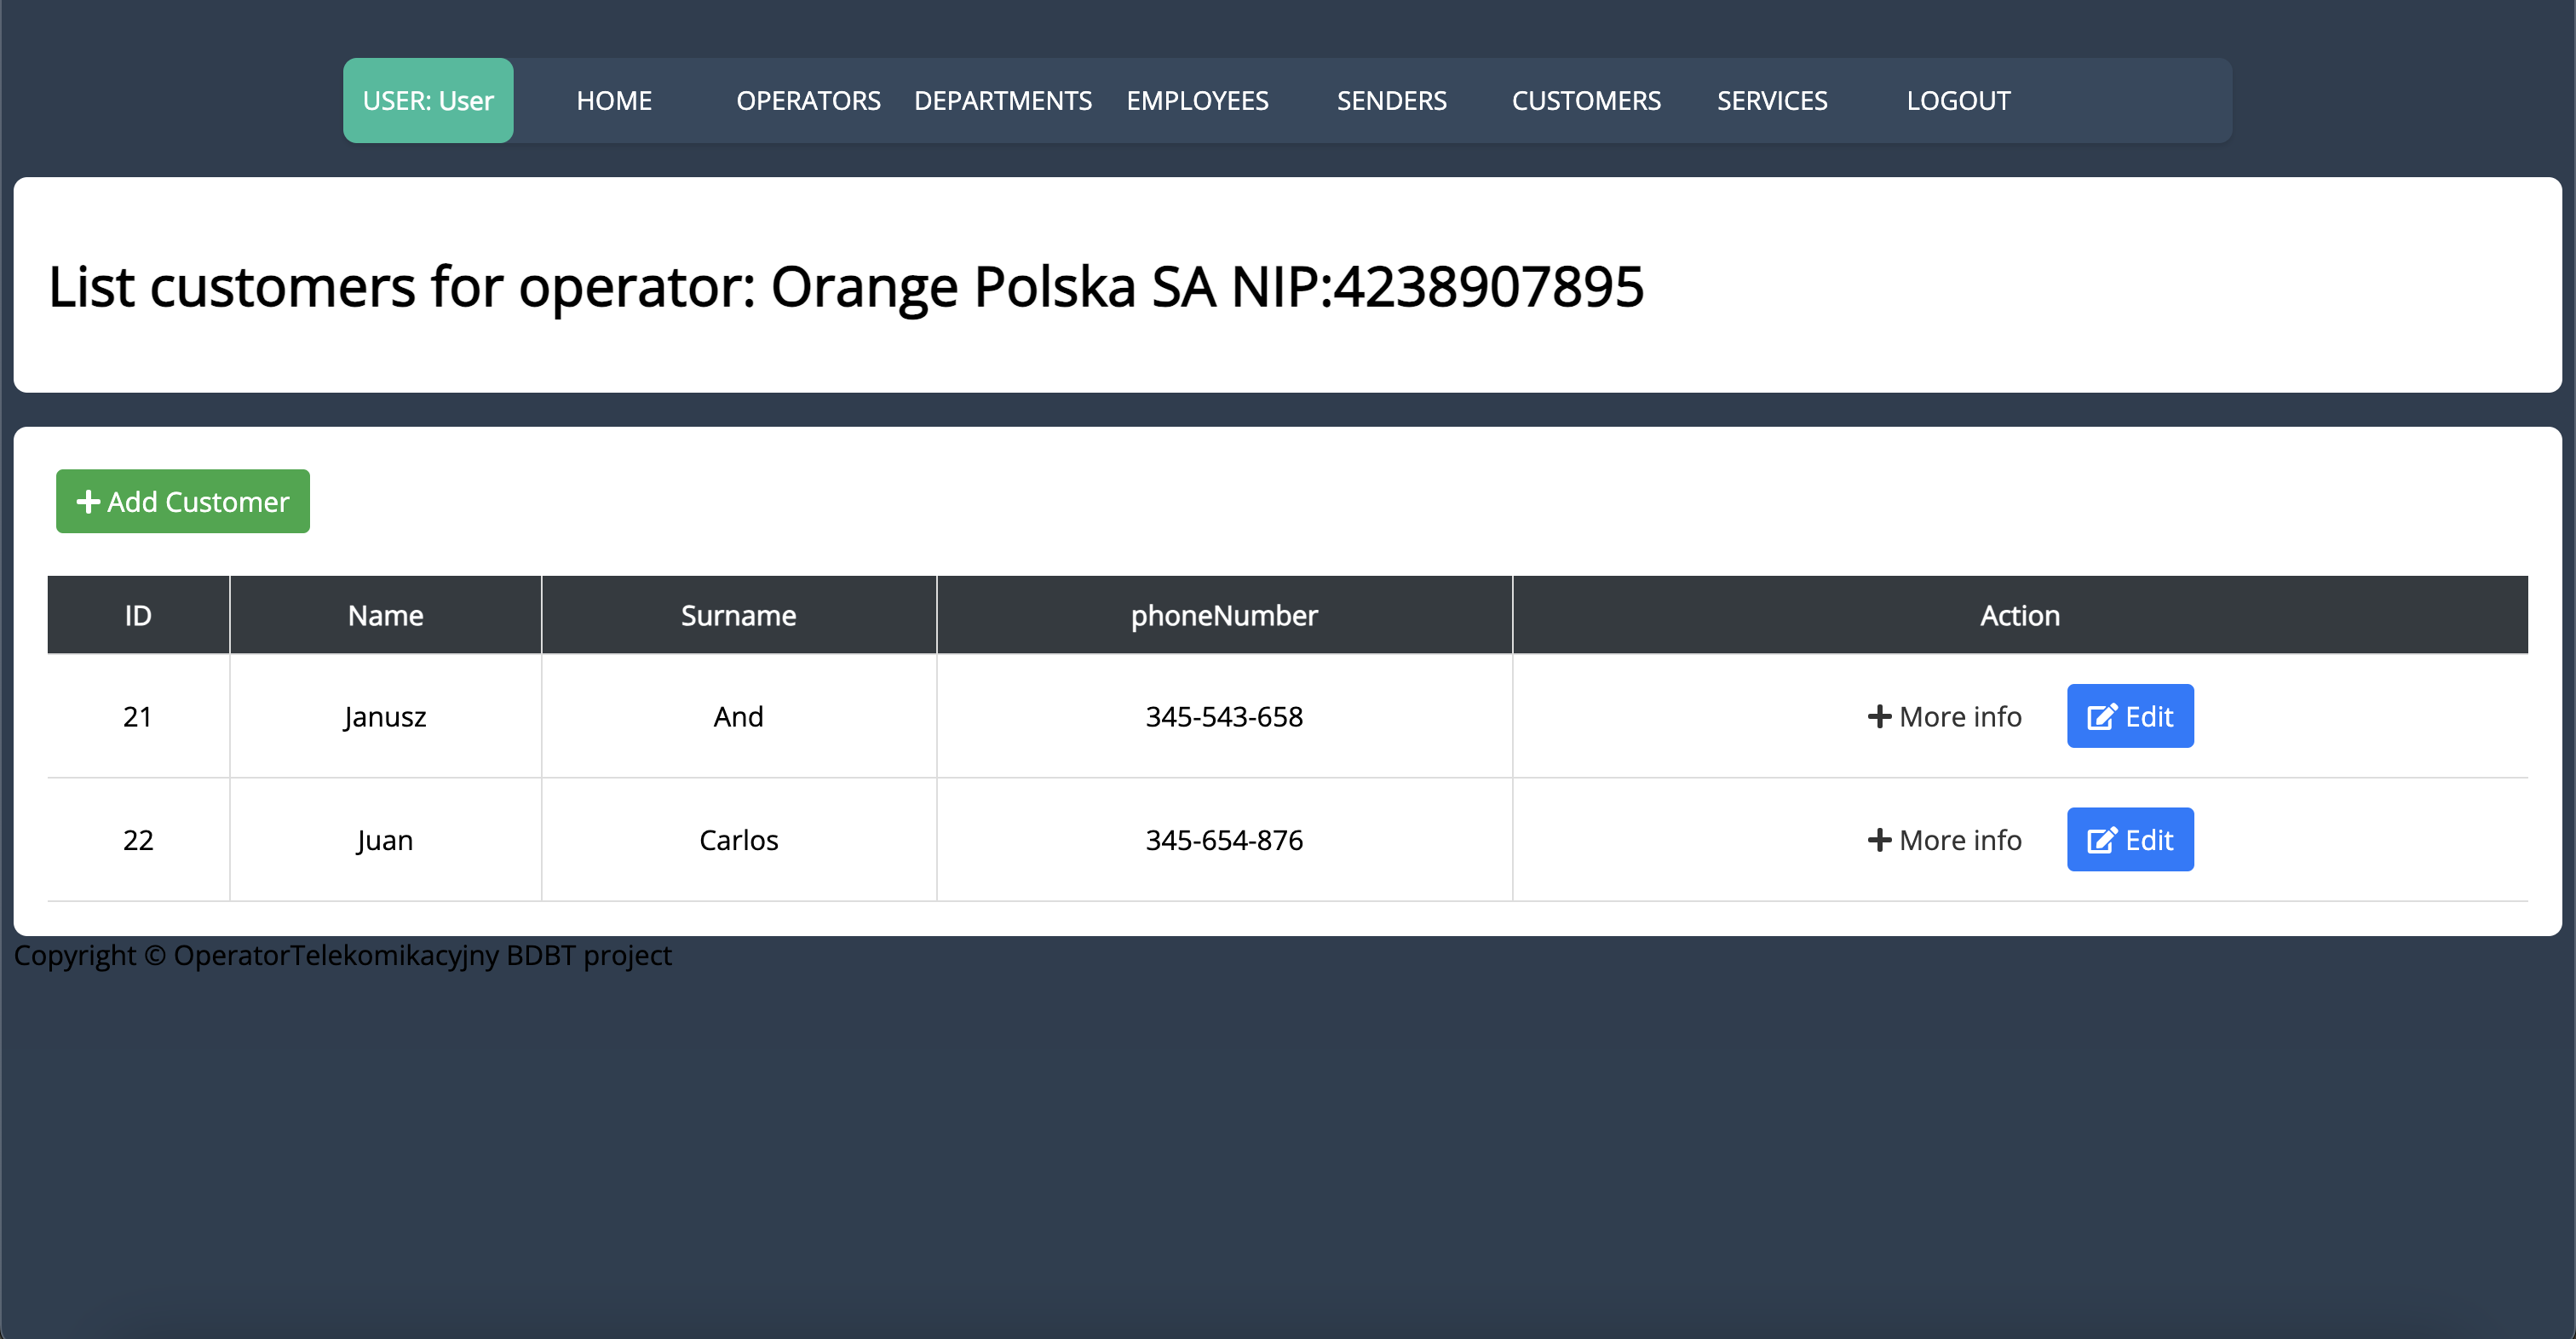 USER: User HOME OPERATORS DEPARTMENTS EMPLOYEES SENDERS CUSTOMERS SERVICES LOGOUT
List customers for operator: Orange Polska SA NIP:4238907895
Add Customer
ID Name Surname phoneNumber Action
21 Janusz And 345-543-658 More info Edit
22 Juan Carlos 345-654-876 More info Edit
Copyright © OperatorTelekomikacyjny BDBT project